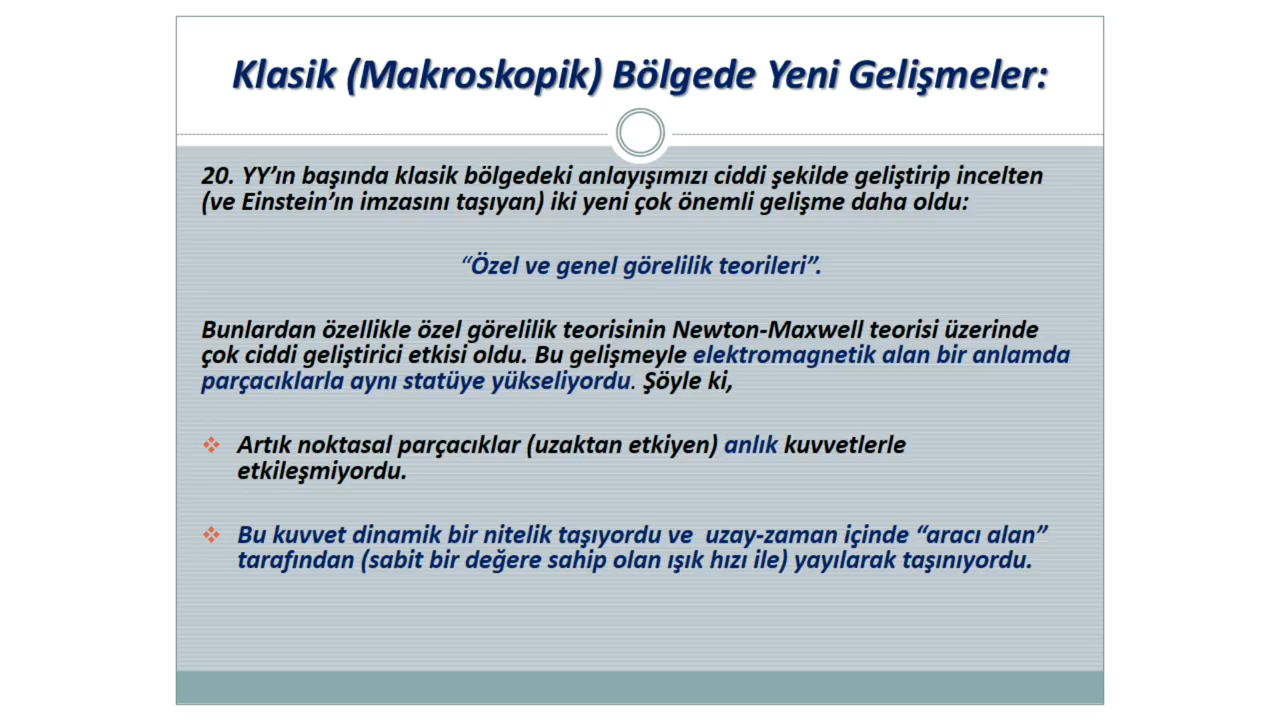 Klasik (Makroskopik) Bölgede Yeni Gelişmeler:
20. YY’ın başında klasik bölgedeki anlayışımızı ciddi şekilde geliştirip incelten
(ve Einstein’ın imzasını taşıyan) iki yeni çok önemli gelişme daha oldu:
“Özel ve genel görelilik teorileri”.
Bunlardan özellikle özel görelilik teorisinin Newton-Maxwell teorisi üzerinde
çok ciddi geliştirici etkisi oldu. Bu gelişmeyle elektromagnetik alan bir anlamda
parçacıklarla aynı statüye yükseliyordu. Şöyle ki,
Artık noktasal parçacıklar (uzaktan etkiyen) anlık kuvvetlerle
etkileşmiyordu.
Bu kuvvet dinamik bir nitelik taşıyordu ve uzay-zaman içinde “aracı alan”
tarafından (sabit bir değere sahip olan ışık hızı ile) yayılarak taşınıyordu.